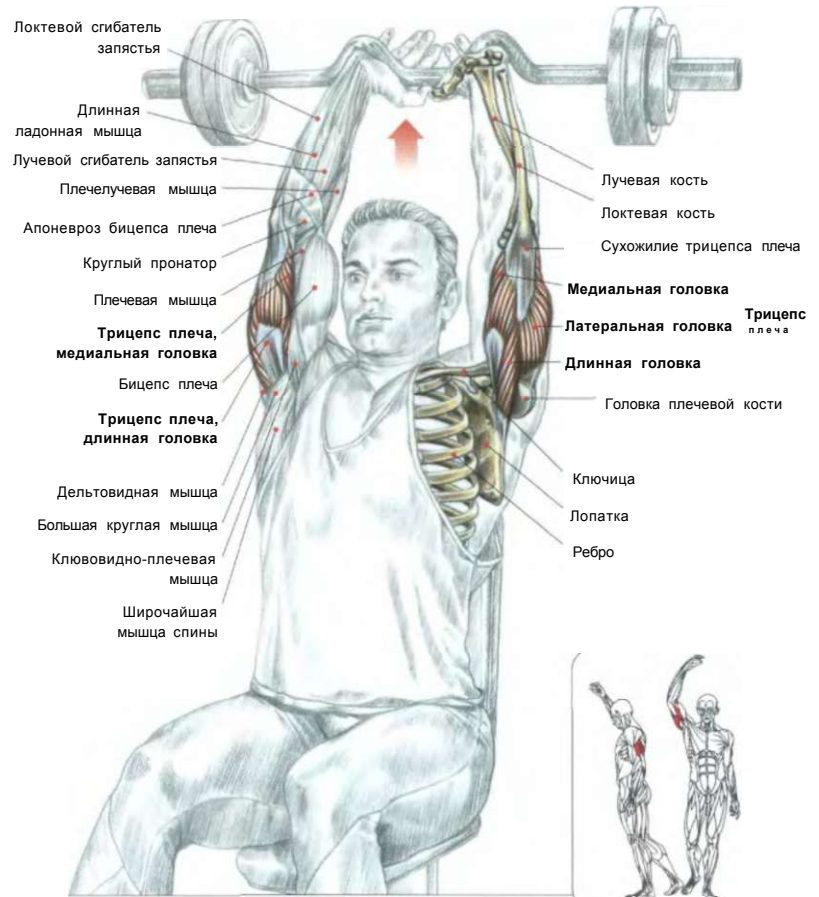 Локтевой сгибатель
запястья
Длинная
ладонная мышца
Лучевой сгибатель запястья
Плечелучевая мышца
Апоневроз бицепса плеча
Круглый пронатор
Плечевая мышца
Трицепс плеча,
медиальная головка
Бицепс плеча
Трицепс плеча,
длинная головка
Дельтовидная мышца
Большая круглая мышца
Клювовидно-плечевая
мышца
Широчайшая
мышца спины
Лучевая кость
Локтевая кость
Сухожилие трицепса плеча
Медиальная головка
Латеральная головка
Трицепс
плеча
Длинная головка
Головка плечевой кости
Ключица
Лопатка
Ребро